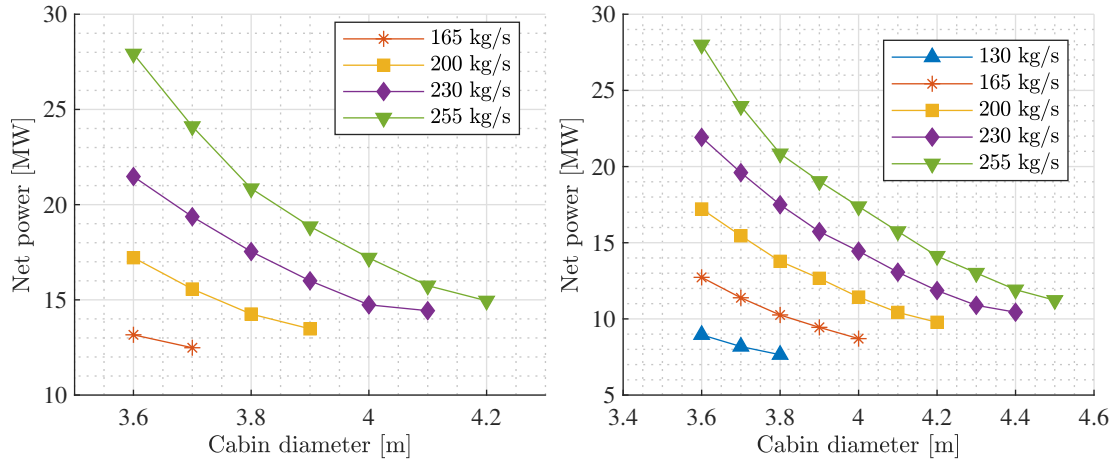 30
25
20
15
10
Net power [MW]
3.6 3.8 4 4.2
Cabin diameter [m]
165 kg/s
200 kg/s
230 kg/s
255 kg/s
30
25
20
15
10
5
Net power [MW]
3.4 3.6 3.8 4 4.2 4.4 4.6
Cabin diameter [m]
130 kg/s
165 kg/s
200 kg/s
230 kg/s
255 kg/s